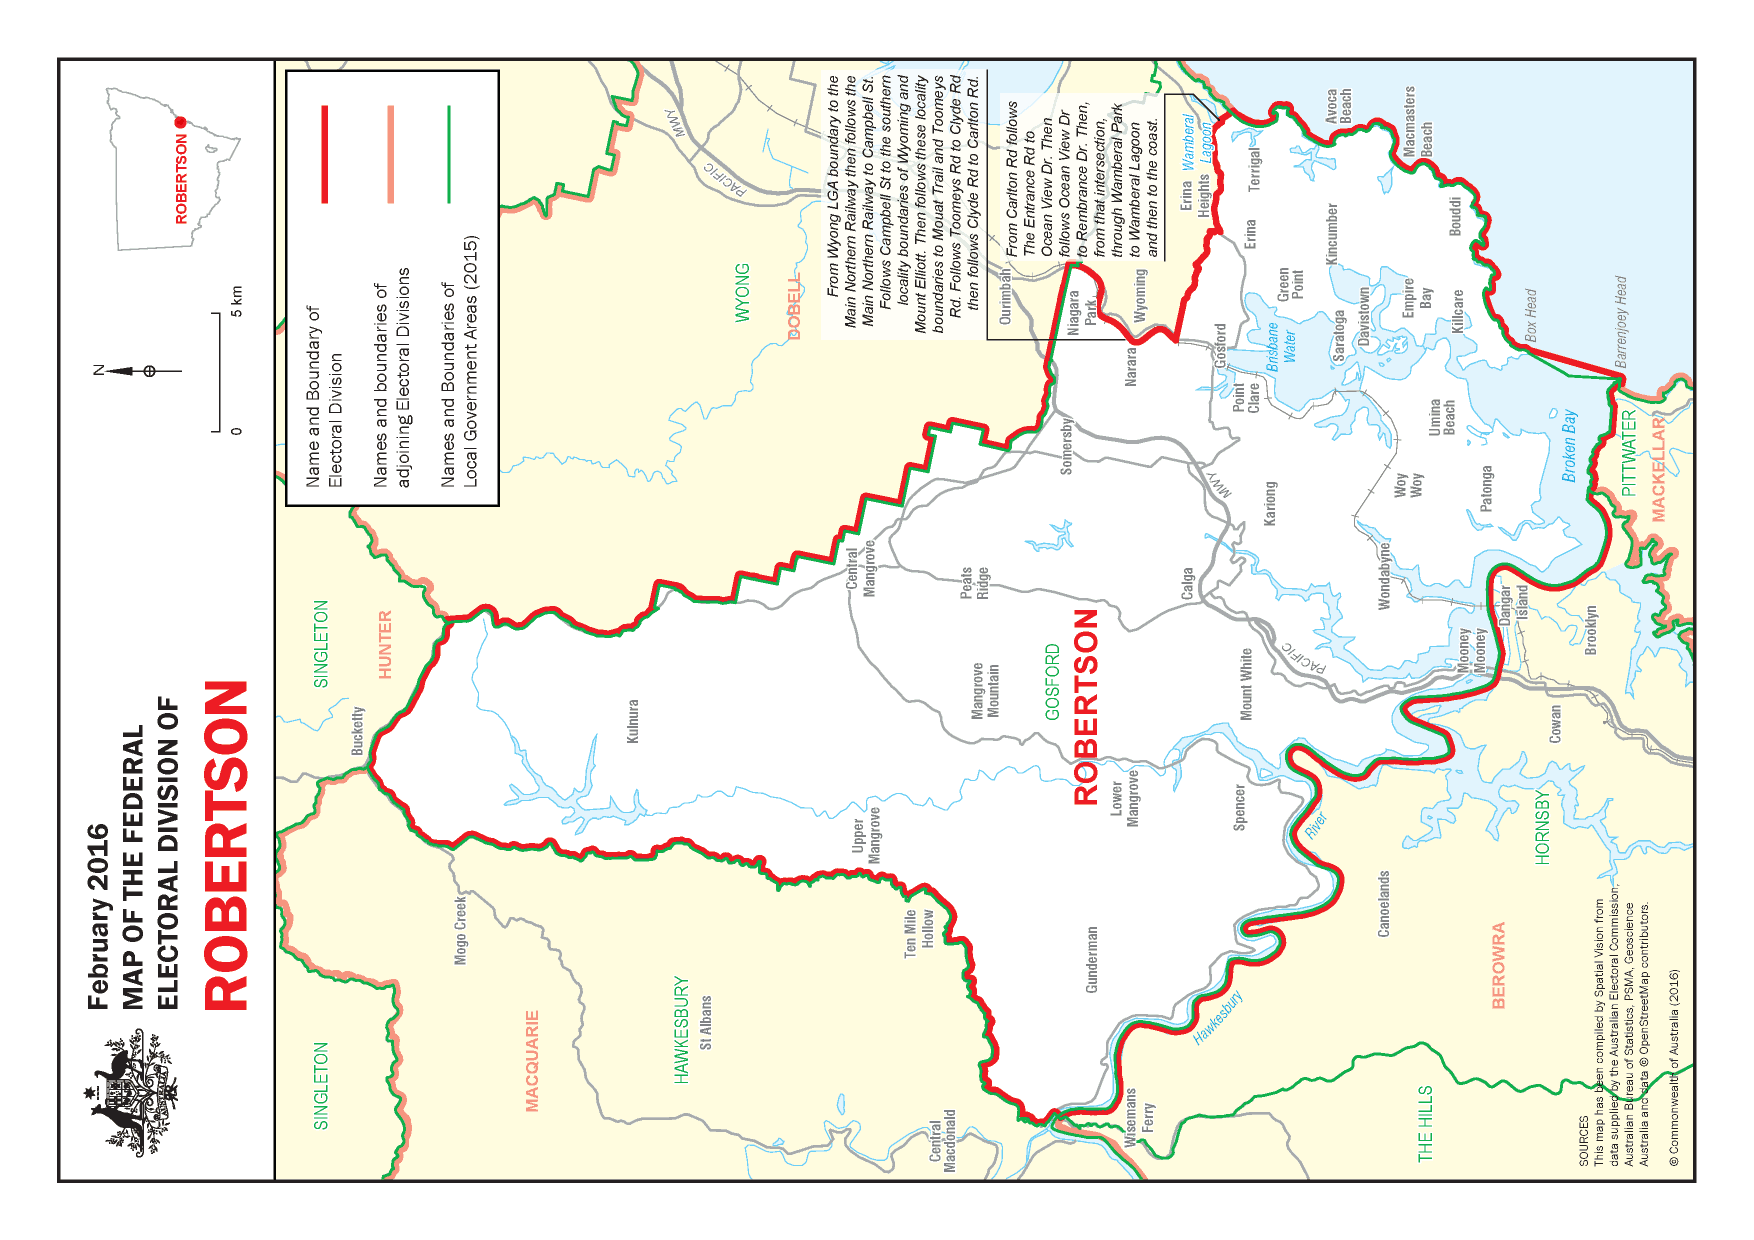 February 2016
MAP OF THE FEDERAL
ELECTORAL DIVISION OF
ROBERTSON
N
0
5 km
ROBERTSON
Name and Boundary of
Electoral Division
Names and boundaries of
adjoining Electoral Divisions
Names and Boundaries of
Local Government Areas (2015)
SINGLETON
SINGLETON
HUNTER
Bucketty
Mogo Creek
MACQUARIE
HAWKESBURY
St Albans
Kulnura
WYONG
DOBELL
PACIFIC
MWY
From Wyong LGA boundary to the
Main Northern Railway then follows the
Main Northern Railway to Campbell St.
Follows Campbell St to the southern
locality boundaries of Wyoming and
Mount Elliott. Then follows these locality
boundaries to Mouat Trail and Toomeys
Rd. Follows Toomeys Rd to Clyde Rd
then follows Clyde Rd to Carlton Rd.
From Carlton Rd follows
The Entrance Rd to
Ocean View Dr. Then
follows Ocean View Dr
to Rembrance Dr. Then,
from that intersection,
through Wamberal Park
to Wamberal Lagoon
and then to the coast.
Central
Mangrove
Upper
Mangrove
Ten Mile
Hollow
Central
Macdonald
Peats
Ridge
Mangrove
Mountain
GOSFORD
ROBERTSON
Ourimbah
Niagara
Park
Somersby
Narara
Wyoming
Lower
Mangrove
Gunderman
Wisemans
Ferry
Calga
Erina
Heights
Wamberal
Lagoon
Gosford
MWY
Point
Clare
Erina
Terrigal
Mount White
Spencer
Hawkesbury
River
Kariong
Brisbane
Water
Green
Point
PACIFIC
Kincumber
Avoca
Beach
Saratoga
Davistown
Wondabyne
Canoelands
Woy
Woy
Empire
Bay
Macmasters
Beach
Umina
Beach
Killcare
Bouddi
Mooney
Mooney
Patonga
Dangar
Island
BEROWRA
THE HILLS
HORNSBY
Cowan
Brooklyn
Broken Bay
Box Head
Barrenjoey Head
PITTWATER
MACKELLAR
SOURCES
This map has been compiled by Spatial Vision from
data supplied by the Australian Electoral Commission,
Australian Bureau of Statistics, PSMA, Geoscience
Australia and data © OpenStreetMap contributors.
© Commonwealth of Australia (2016)